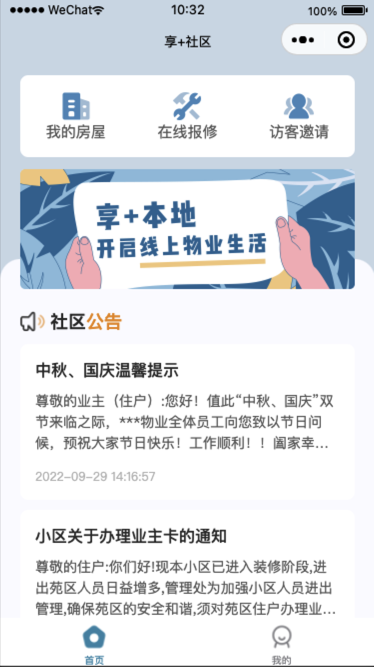 WeChat
10:32
100%
享+社区
我的房屋
在线报修
访客邀请
享+本地
开启线上物业生活
社区公告
中秋、国庆温馨提示
尊敬的业主（住户）:您好！值此“中秋、国庆”双
节来临之际，***物业全体员工向您致以节日问
候，预祝大家节日快乐！工作顺利！！阖家幸...
2022-09-29 14:16:57
小区关于办理业主卡的通知
尊敬的住户:你们好!现本小区已进入装修阶段,进
出苑区人员日益增多,管理处为加强小区人员进出
管理,确保苑区的安全和谐,须对苑区住户办理业...
首页
我的